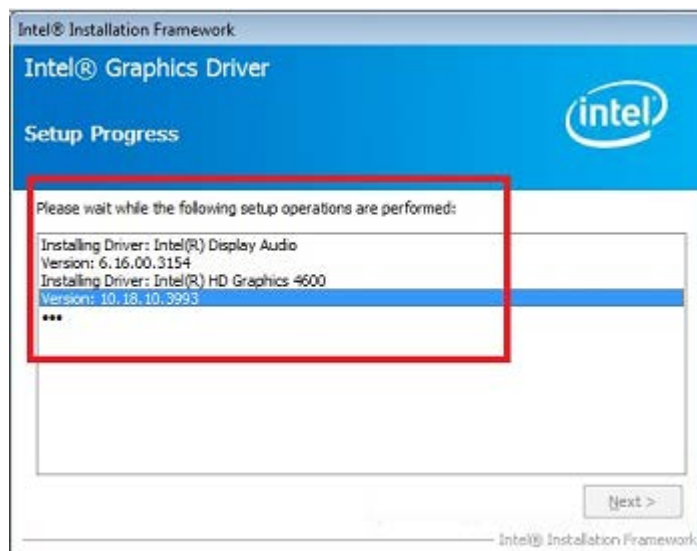 Intel® Installation Framework
Intel(R) Graphics Driver
intel
Setup Progress
Please wait while the following setup operations are performed:
Installing Driver: Intel(R) Display Audio
Version: 6.16.00.3154
Installing Driver: Intel(R) HD Graphics 4600
Version: 10.18.10.3993
•••
Next >
Intel® Installation Framework